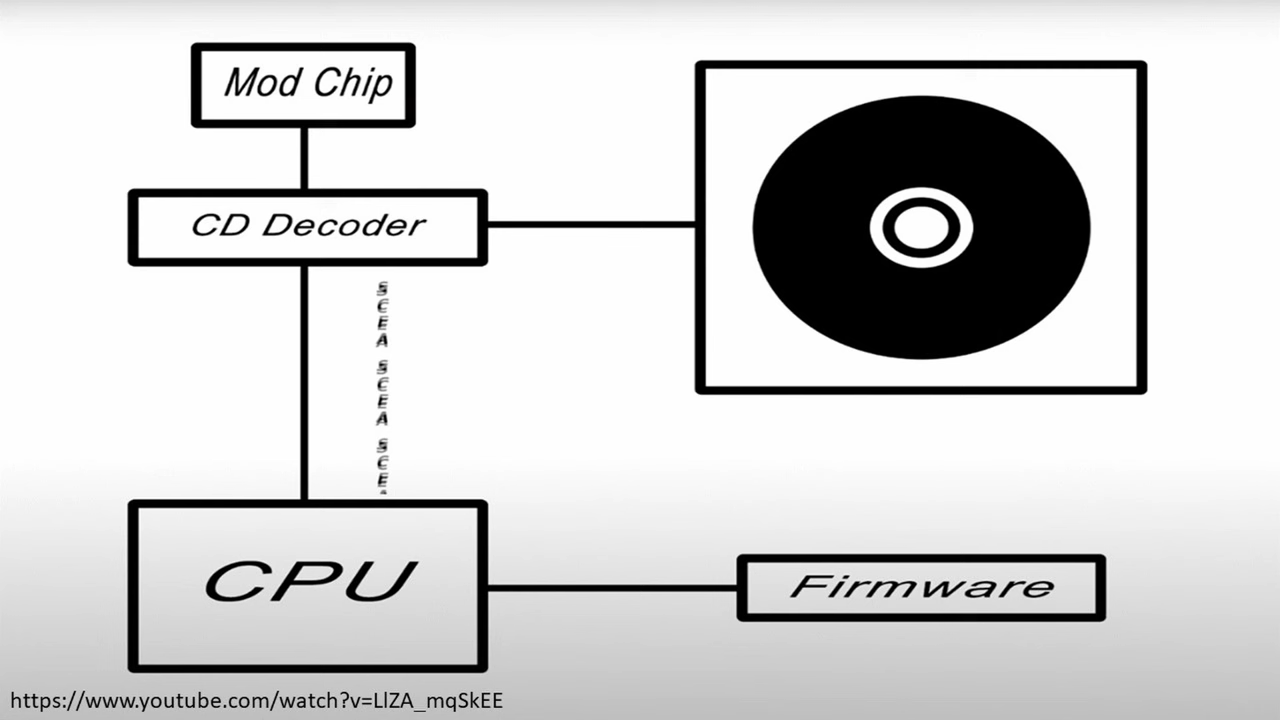 Mod Chip
CD Decoder
SCEA SCEA SCE
CPU
Firmware
https://www.youtube.com/watch?v=LlZA_mqSkEE